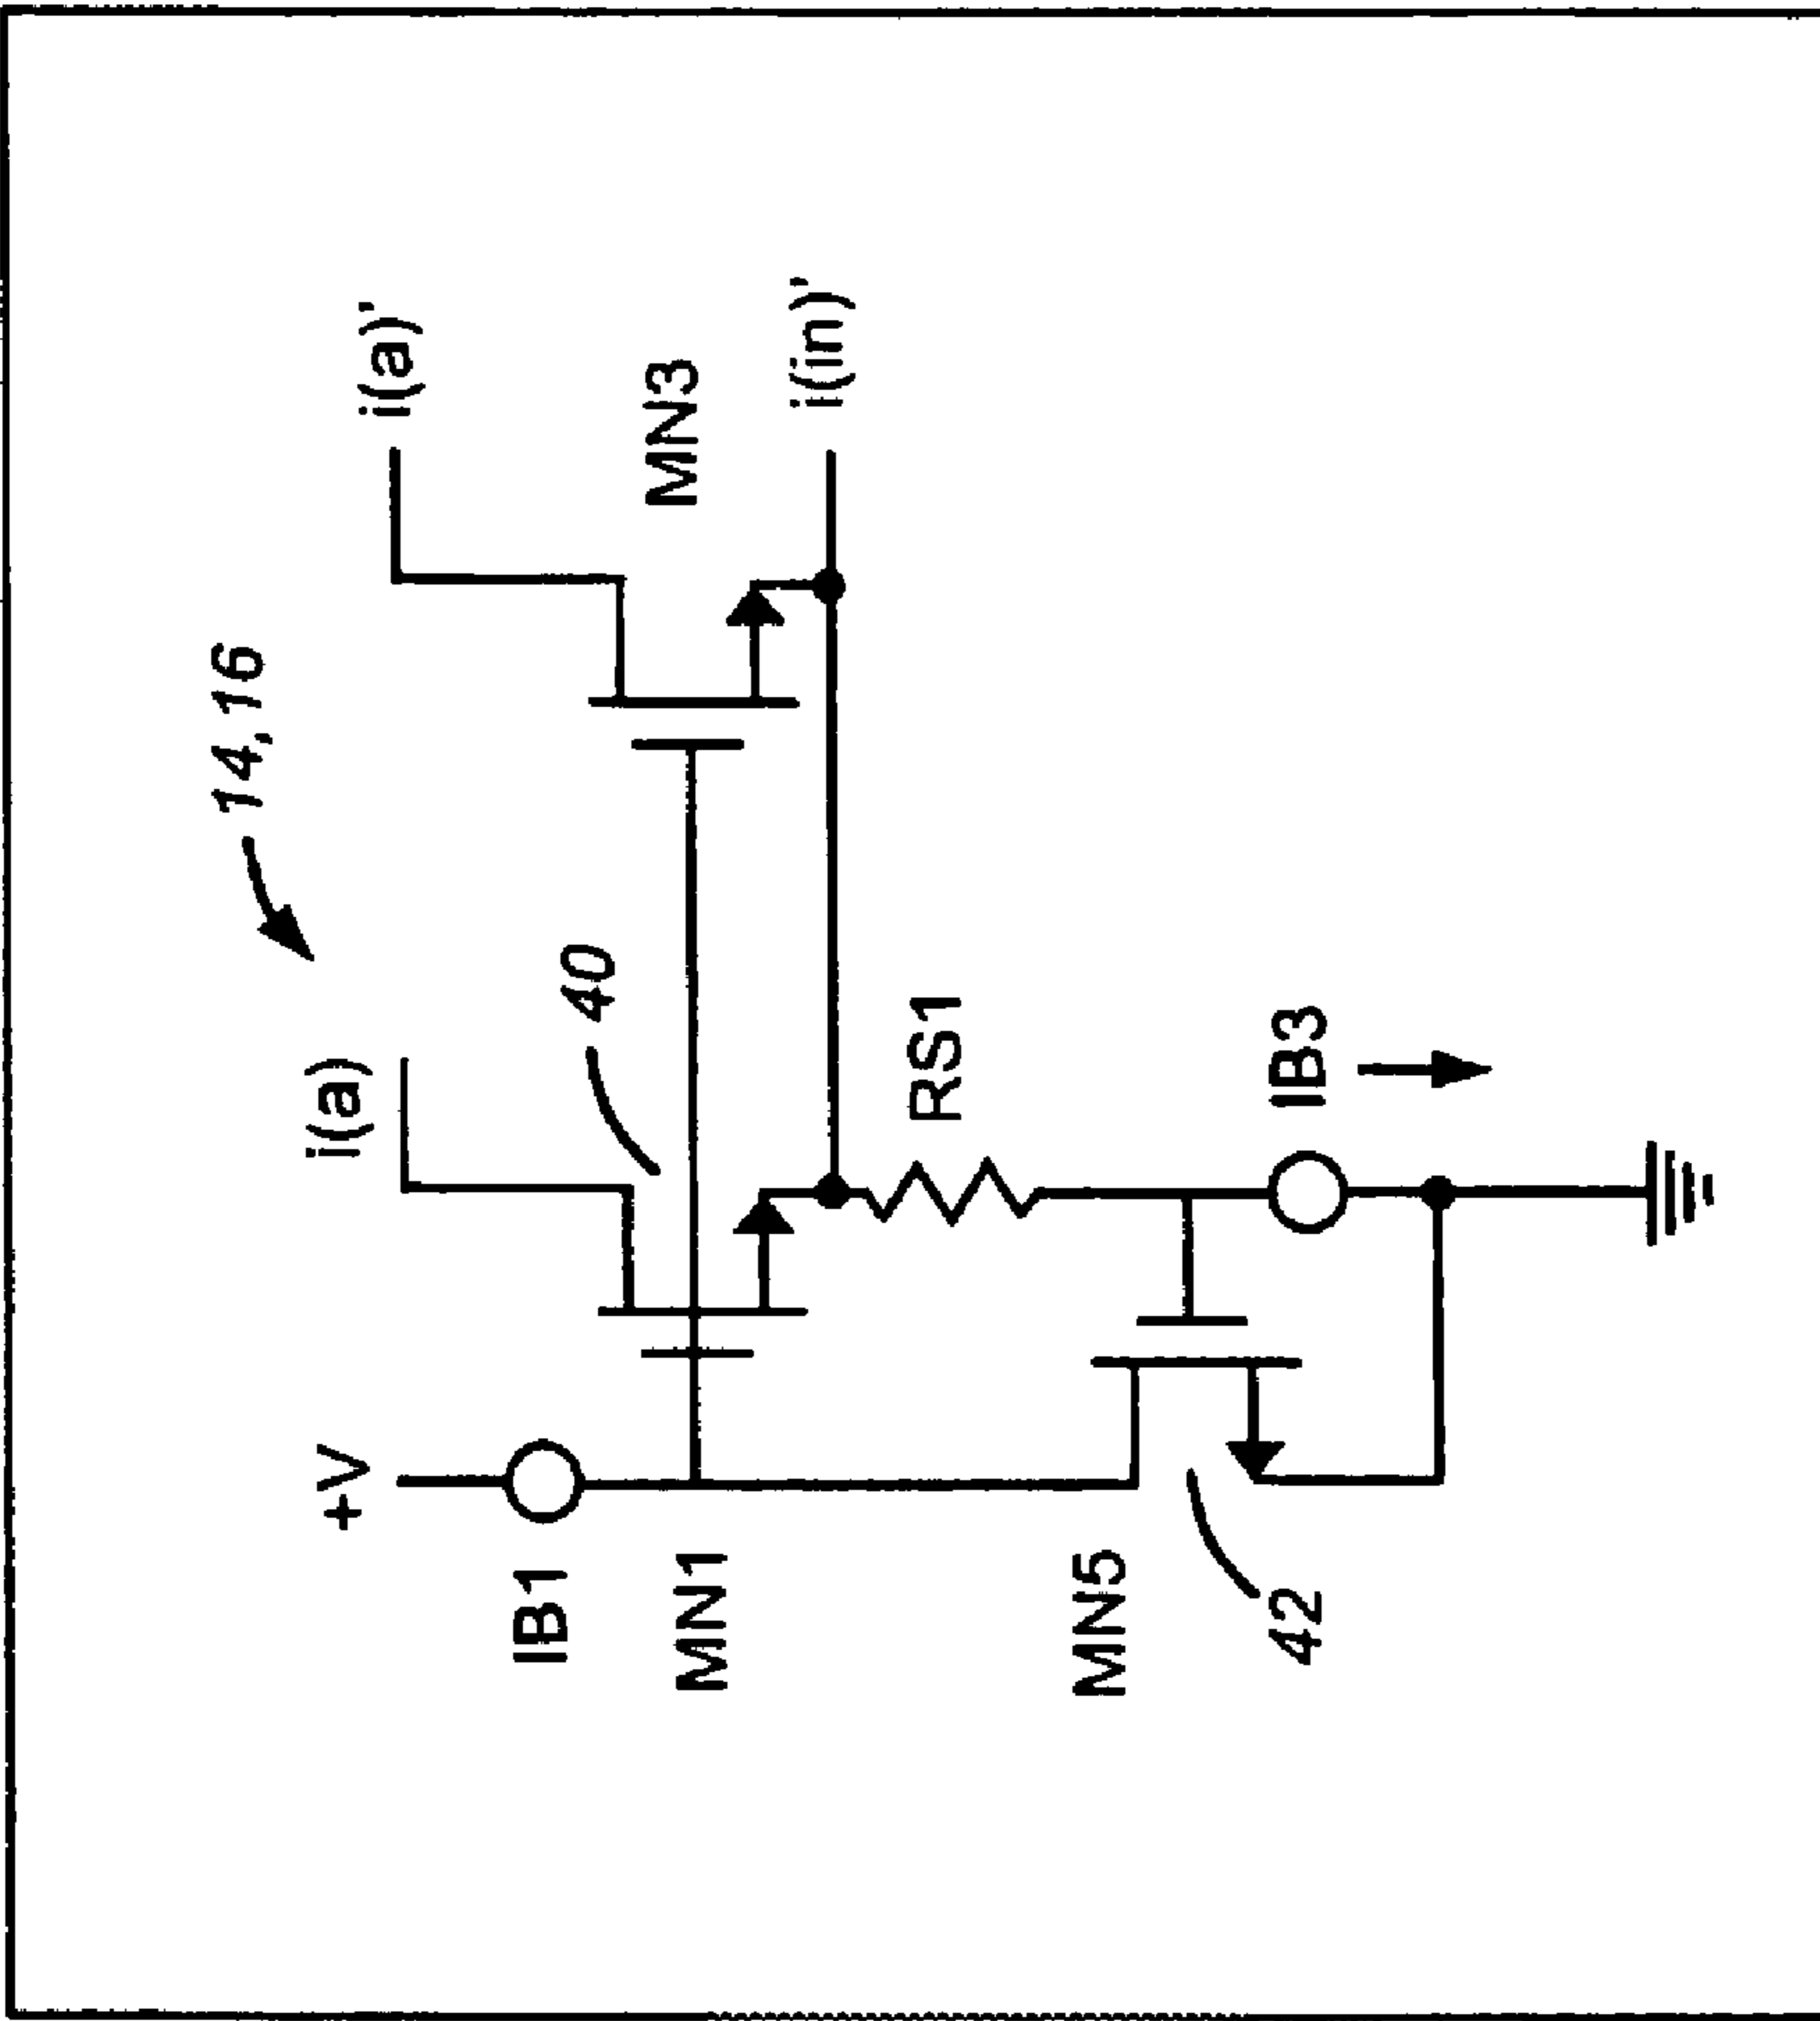 14,16
+V
i(a)
i(a)'
IB1
40
MN1
MN3
i(in)'
RS1
MN5
42
IB3